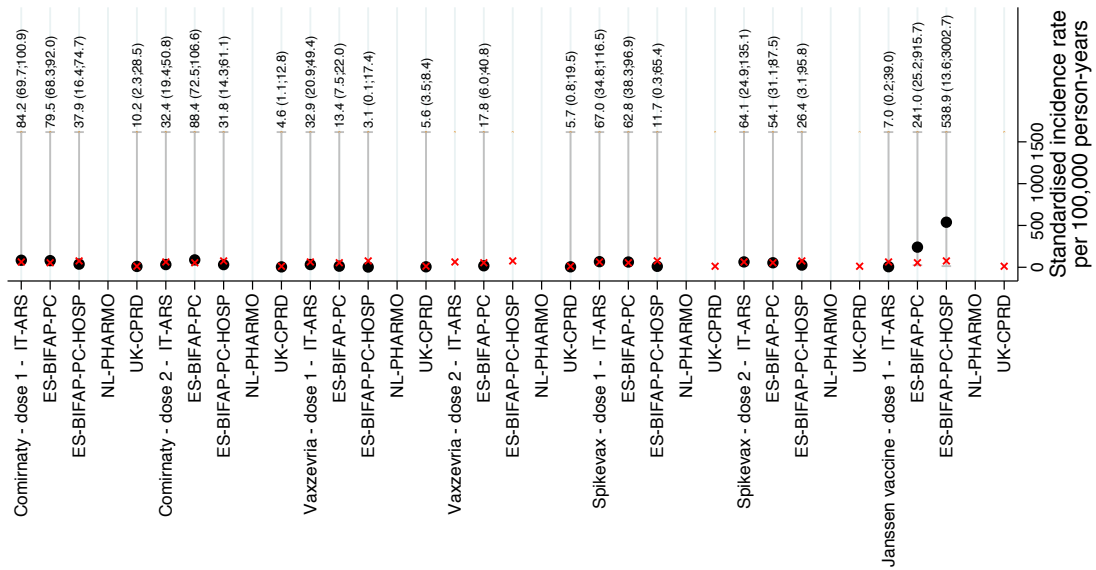 84.2 (69.7;100.9)
79.5 (68.3;92.0)
37.9 (16.4;74.7)
10.2 (2.3;28.5)
32.4 (19.4;50.8)
88.4 (72.5;106.6)
31.8 (14.3;61.1)
4.6 (1.1;12.8)
32.9 (20.9;49.4)
13.4 (7.5;22.0)
3.1 (0.1;17.4)
5.6 (3.5;8.4)
17.8 (6.0;40.8)
5.7 (0.8;19.5)
67.0 (34.8;116.5)
62.8 (38.3;96.9)
11.7 (0.3;65.4)
64.1 (24.9;135.1)
54.1 (31.1;87.5)
26.4 (3.1;95.8)
7.0 (0.2;39.0)
241.0 (25.2;915.7)
538.9 (13.6;3002.7)
0
500
1000
1500
Standardised incidence rate
per 100,000 person-years
Comirnaty - dose 1 - IT-ARS
ES-BIFAP-PC
ES-BIFAP-PC-HOSP
NL-PHARMO
UK-CPRD
Comirnaty - dose 2 - IT-ARS
ES-BIFAP-PC
ES-BIFAP-PC-HOSP
NL-PHARMO
UK-CPRD
Vaxzevria - dose 1 - IT-ARS
ES-BIFAP-PC
ES-BIFAP-PC-HOSP
NL-PHARMO
UK-CPRD
Vaxzevria - dose 2 - IT-ARS
ES-BIFAP-PC
ES-BIFAP-PC-HOSP
NL-PHARMO
UK-CPRD
Spikevax - dose 1 - IT-ARS
ES-BIFAP-PC
ES-BIFAP-PC-HOSP
NL-PHARMO
UK-CPRD
Spikevax - dose 2 - IT-ARS
ES-BIFAP-PC
ES-BIFAP-PC-HOSP
NL-PHARMO
UK-CPRD
Janssen vaccine - dose 1 - IT-ARS
ES-BIFAP-PC
ES-BIFAP-PC-HOSP
NL-PHARMO
UK-CPRD